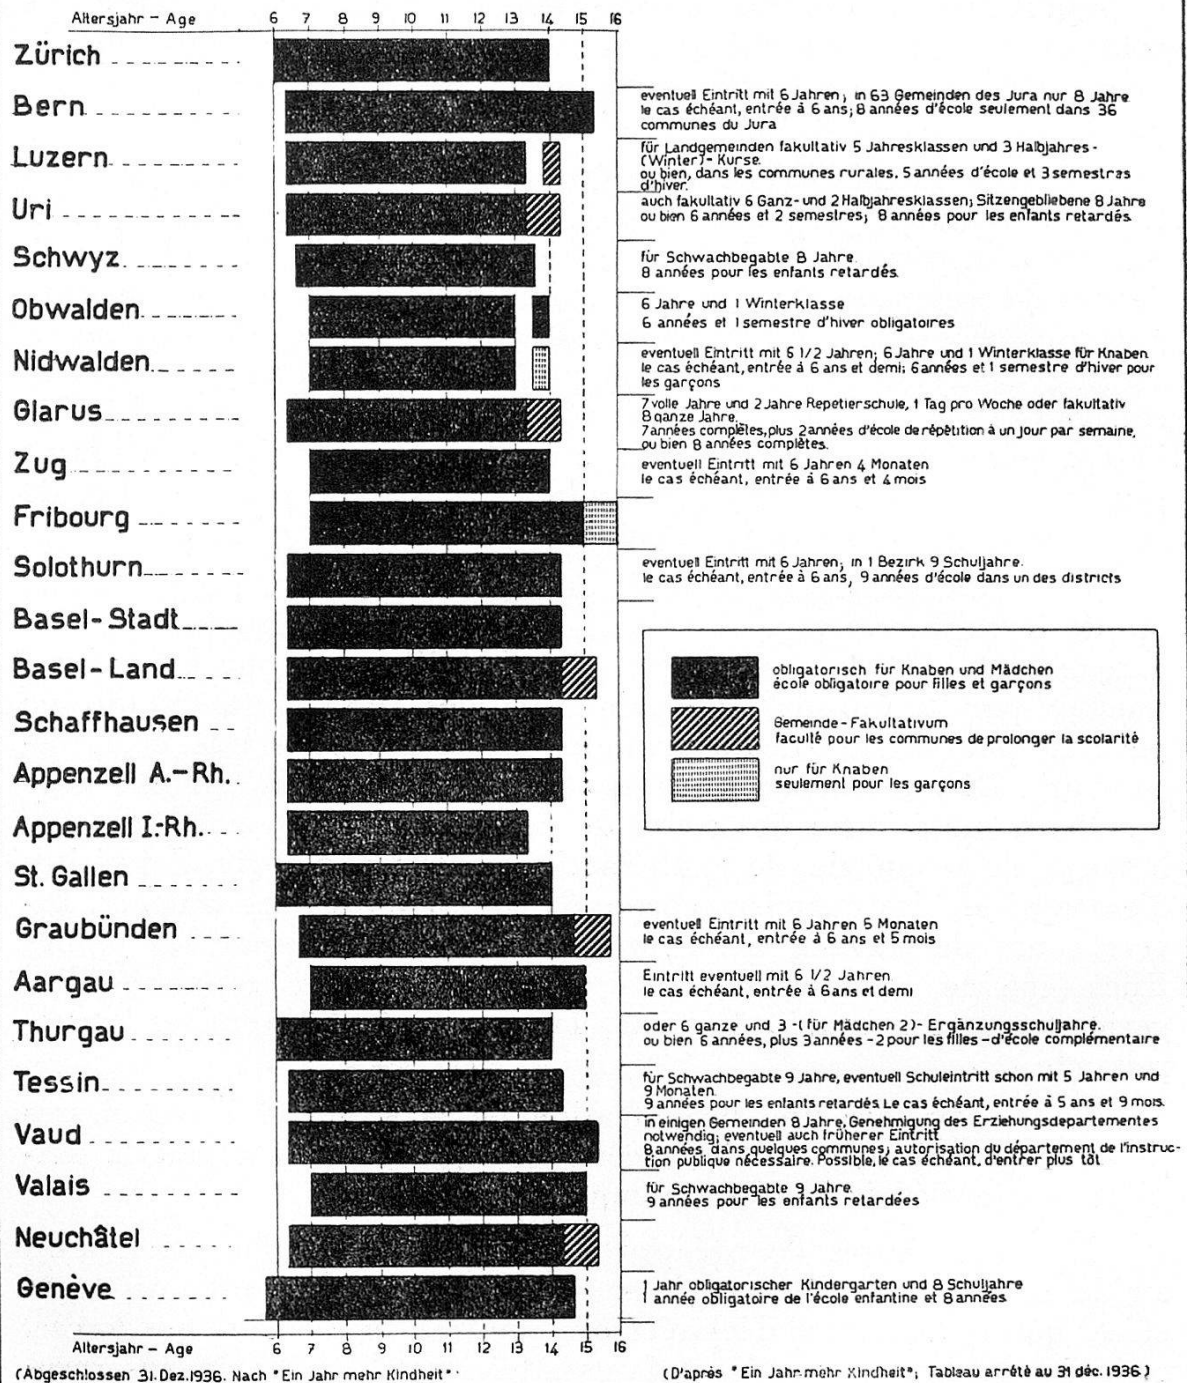 Altersjahr - Age 6 7 8 9 10 11 12 13 14 15 16
Zürich
Bern
eventuell Eintritt mit 6 Jahren; in 63 Gemeinden des Jura nur 8 Jahre
le cas échéant, entrée à 6 ans; 8 années d'école seulement dans 36
communes du Jura
Luzern
für Landgemeinden fakultativ 5 Jahresklassen und 3 Halbjahres -
(Winter)- Kurse.
ou bien, dans les communes rurales, 5 années d'école et 3 semestras
d'hiver.
Uri
auch fakultativ 6 Ganz- und 2 Halbjahresklassen; Sitzengebliebene 8 Jahre
ou bien 6 années et 2 semestres; 8 années pour les enfants retardés.
Schwyz
für Schwachbegabte 8 Jahre.
8 années pour les enfants retardés.
Obwalden
6 Jahre und 1 Winterklasse
6 années et 1 semestre d'hiver obligatoires
Nidwalden
eventuell Eintritt mit 6 1/2 Jahren; 6 Jahre und 1 Winterklasse für Knaben
le cas échéant, entrée à 6 ans et demi; 6 années et 1 semestre d'hiver pour
les garçons
Glarus
7 volle Jahre und 2 Jahre Repetierschule, 1 Tag pro Woche oder fakultativ
8 ganze Jahre.
7 années complètes, plus 2 années d'école de répétition à un jour par semaine,
ou bien 8 années complètes.
Zug
eventuell Eintritt mit 6 Jahren 4 Monaten
le cas échéant, entrée à 6 ans et 4 mois
Fribourg
Solothurn
eventuell Eintritt mit 6 Jahren; in 1 Bezirk 9 Schuljahre.
le cas échéant, entrée à 6 ans, 9 années d'école dans un des districts
Basel-Stadt
Basel-Land
Schaffhausen
Appenzell A.-Rh.
Appenzell I.-Rh.
St. Gallen
obligatorisch für Knaben und Mädchen
école obligatoire pour filles et garçons
Gemeinde - Fakultativum
faculté pour les communes de prolonger la scolarité
nur für Knaben
seulement pour les garçons
Graubünden
eventuell Eintritt mit 6 Jahren 5 Monaten
le cas échéant, entrée à 6 ans et 5 mois
Aargau
Eintritt eventuell mit 6 1/2 Jahren
le cas échéant, entrée à 6 ans et demi
Thurgau
oder 6 ganze und 3 -(für Mädchen 2)- Ergänzungsschuljahre.
ou bien 6 années, plus 3 années - 2 pour les filles - d'école complémentaire
Tessin
für Schwachbegabte 9 Jahre, eventuell Schuleintritt schon mit 5 Jahren und
9 Monaten.
9 années pour les enfants retardés. Le cas échéant, entrée à 5 ans et 9 mois.
Vaud
in einigen Gemeinden 8 Jahre, Genehmigung des Erziehungsdepartementes
notwendig; eventuell auch früherer Eintritt
8 années dans quelques communes; autorisation du département de l'instruc-
tion publique nécessaire. Possible, le cas échéant, d'entrer plus tôt
Valais
für Schwachbegabte 9 Jahre.
9 années pour les enfants retardées
Neuchâtel
Genève
1 Jahr obligatorischer Kindergarten und 8 Schuljahre
1 année obligatoire de l'école enfantine et 8 années
Altersjahr - Age 6 7 8 9 10 11 12 13 14 15 16
(Abgeschlossen 31. Dez. 1936. Nach "Ein Jahr mehr Kindheit".
(D'après "Ein Jahr mehr Kindheit"; Tableau arrêté au 31 déc. 1936.)